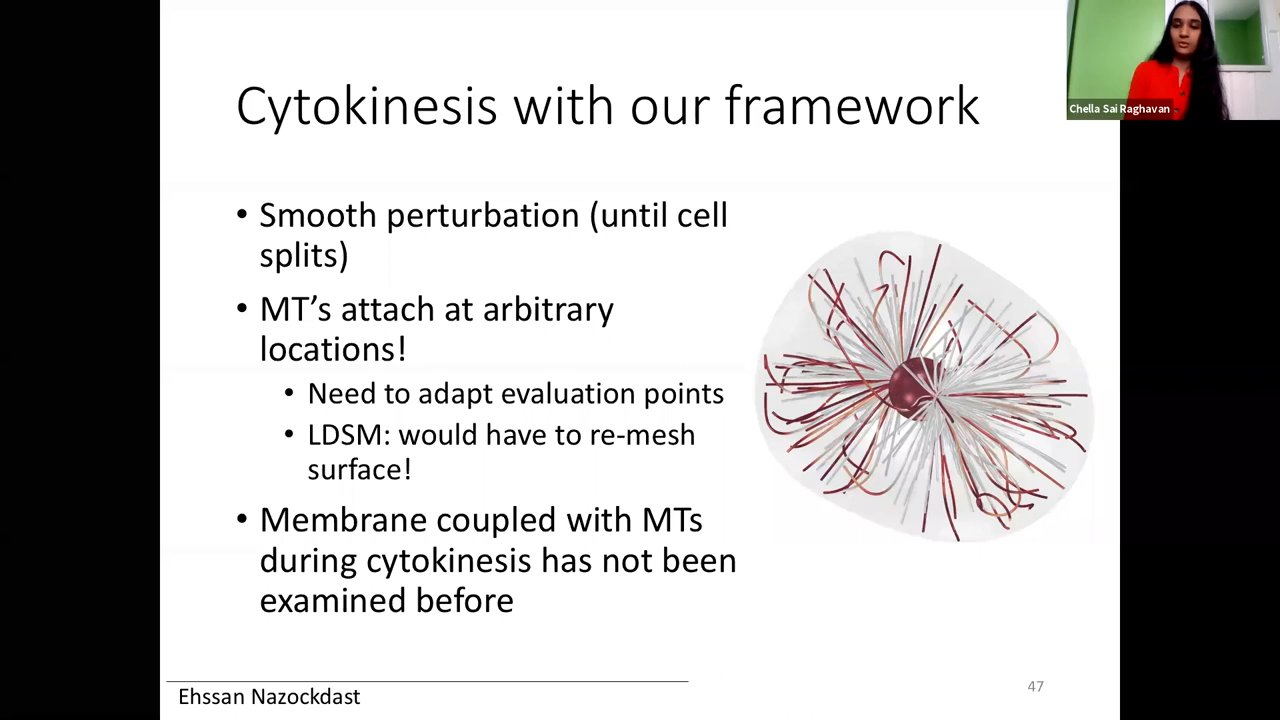 Chella Sai Raghavan
Cytokinesis with our framework
• Smooth perturbation (until cell
splits)
• MT’s attach at arbitrary
locations!
• Need to adapt evaluation points
• LDSM: would have to re-mesh
surface!
• Membrane coupled with MTs
during cytokinesis has not been
examined before
Ehssan Nazockdast
47